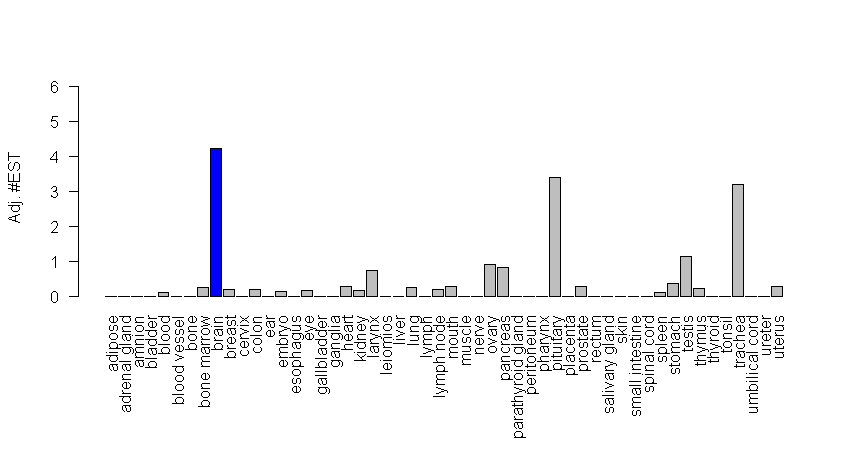 6
5
4
3
2
1
0
Adj. #EST
adipose
adrenal gland
amnion
bladder
blood
blood vessel
bone
bone marrow
brain
breast
cervix
colon
ear
embryo
esophagus
eye
gallbladder
ganglia
heart
kidney
larynx
leiomios
liver
lung
lymph
lymph node
mouth
muscle
nerve
ovary
pancreas
parathyroid gland
peritoneum
pharynx
pituitary
placenta
prostate
rectum
salivary gland
skin
small intestine
spinal cord
spleen
stomach
testis
thymus
thyroid
tonsil
trachea
umbilical cord
ureter
uterus